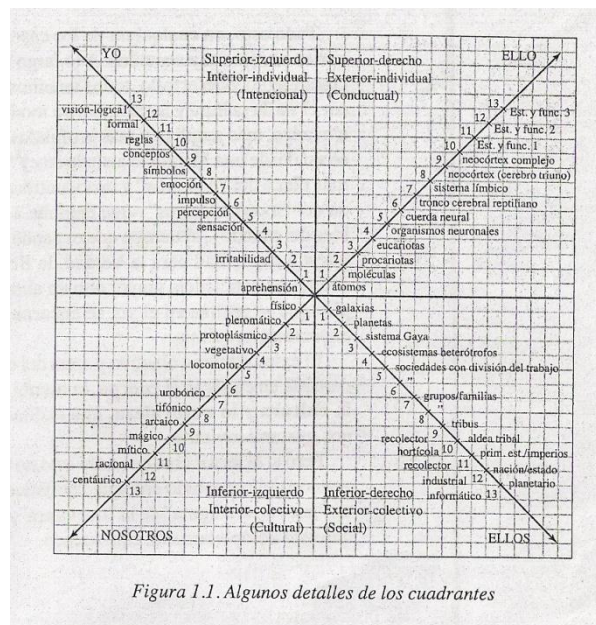 YO
Superior-izquierdo
Interior-individual
(Intencional)
Superior-derecho
Exterior-individual
(Conductual)
ELLO
13
visión-lógica
12
formal
11
reglas
10
conceptos
9
símbolos
8
emoción
7
impulso
6
percepción
5
sensación
4
3
irritabilidad
2
1
aprehensión
13
Est. y func. 3
12
Est. y func. 2
11
Est. y func. 1
10
neocórtex complejo
9
neocórtex (cerebro triuno)
8
sistema límbico
7
tronco cerebral reptiliano
6
cuerda neural
5
organismos neuronales
4
eucariotas
3
procariotas
2
moléculas
1
átomos
físico
1
pleromático
2
protoplásmico
3
vegetativo
4
locomotor
5
6
urobórico
7
tifónico
8
arcaico
9
mágico
10
mítico
11
racional
12
centáurico
13
1
galaxias
2
planetas
3
sistema Gaya
4
ecosistemas heterótrofos
5
sociedades con división del trabajo
6
"
7
grupos/familias
8
"
tribus
recolector 9
aldea tribal
hortícola 10
prim. est./imperios
recolector 11
nación/estado
industrial 12
planetario
informático 13
Inferior-izquierdo
Interior-colectivo
(Cultural)
Inferior-derecho
Exterior-colectivo
(Social)
NOSOTROS
ELLOS
Figura 1.1. Algunos detalles de los cuadrantes